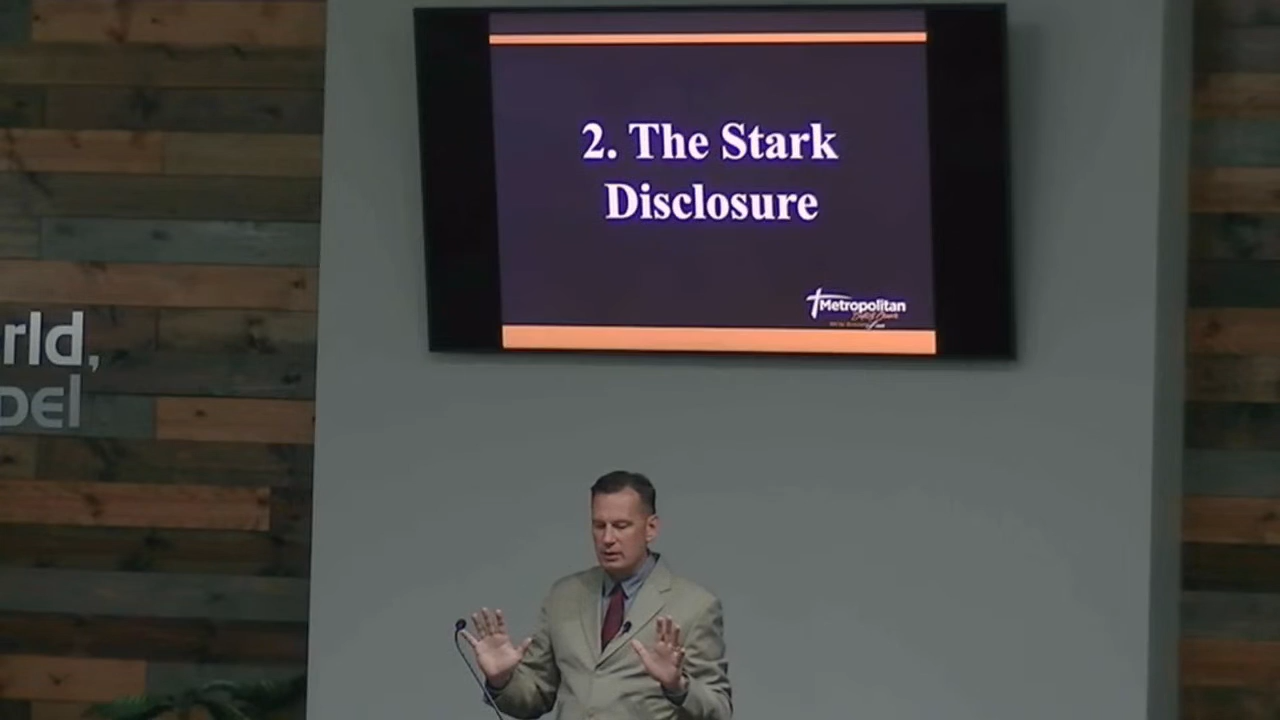 2. The Stark
Disclosure
Metropolitan
rld,
pel